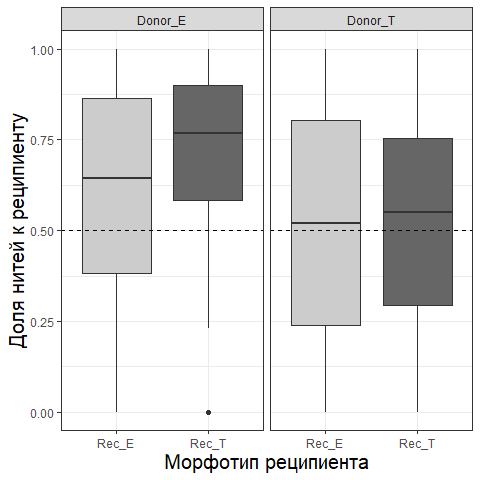 Donor_E
Donor_T
Доля нитей к реципиенту
1.00
0.75
0.50
0.25
0.00
Rec_E
Rec_T
Rec_E
Rec_T
Морфотип реципиента